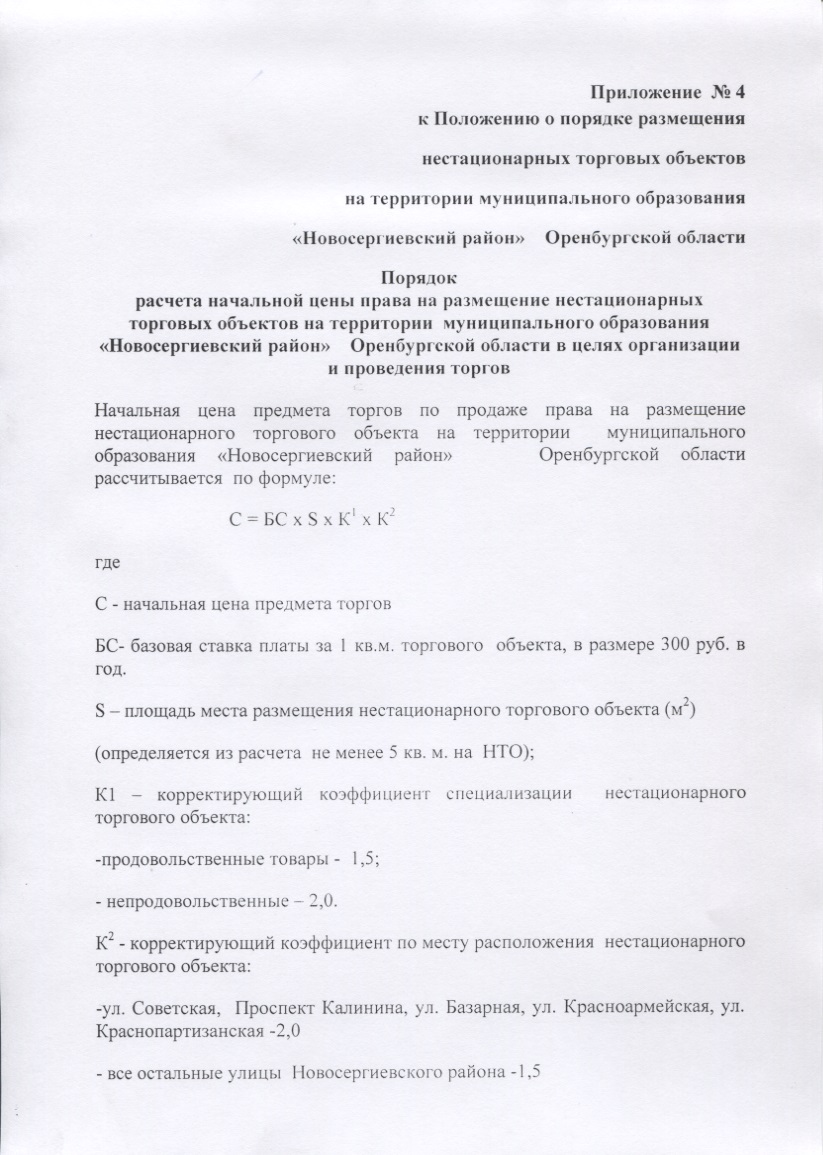 Приложение № 4
к Положению о порядке размещения
нестационарных торговых объектов
на территории муниципального образования
«Новосергиевский район» Оренбургской области
Порядок
расчета начальной цены права на размещение нестационарных
торговых объектов на территории муниципального образования
«Новосергиевский район» Оренбургской области в целях организации
и проведения торгов
Начальная цена предмета торгов по продаже права на размещение
нестационарного торгового объекта на территории муниципального
образования «Новосергиевский район» Оренбургской области
рассчитывается по формуле:
С = БС х S х К¹ х К²
где
С - начальная цена предмета торгов
БС- базовая ставка платы за 1 кв.м. торгового объекта, в размере 300 руб. в
год.
S – площадь места размещения нестационарного торгового объекта (м²)
(определяется из расчета не менее 5 кв. м. на НТО);
К1 – корректирующий коэффициент специализации нестационарного
торгового объекта:
-продовольственные товары - 1,5;
- непродовольственные – 2,0.
К² - корректирующий коэффициент по месту расположения нестационарного
торгового объекта:
-ул. Советская, Проспект Калинина, ул. Базарная, ул. Красноармейская, ул.
Краснопартизанская -2,0
- все остальные улицы Новосергиевского района -1,5